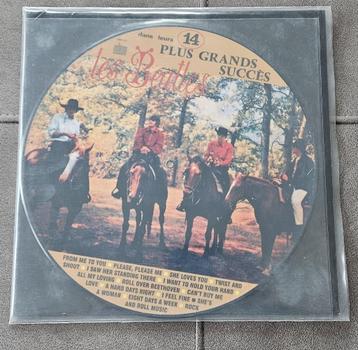 dans leurs 14
PLUS GRANDS
SUCCÈS
les Beatles
FROM ME TO YOU ★ PLEASE, PLEASE ME ★ SHE LOVES YOU ★ TWIST AND
SHOUT ★ I SAW HER STANDING THERE ★ I WANT TO HOLD YOUR HAND
ALL MY LOVING ★ ROLL OVER BEETHOVEN ★ CAN'T BUY ME
LOVE ★ A HARD DAYS NIGHT ★ I FEEL FINE ★ SHE'S
A WOMAN ★ EIGHT DAYS A WEEK ★ ROCK
AND ROLL MUSIC